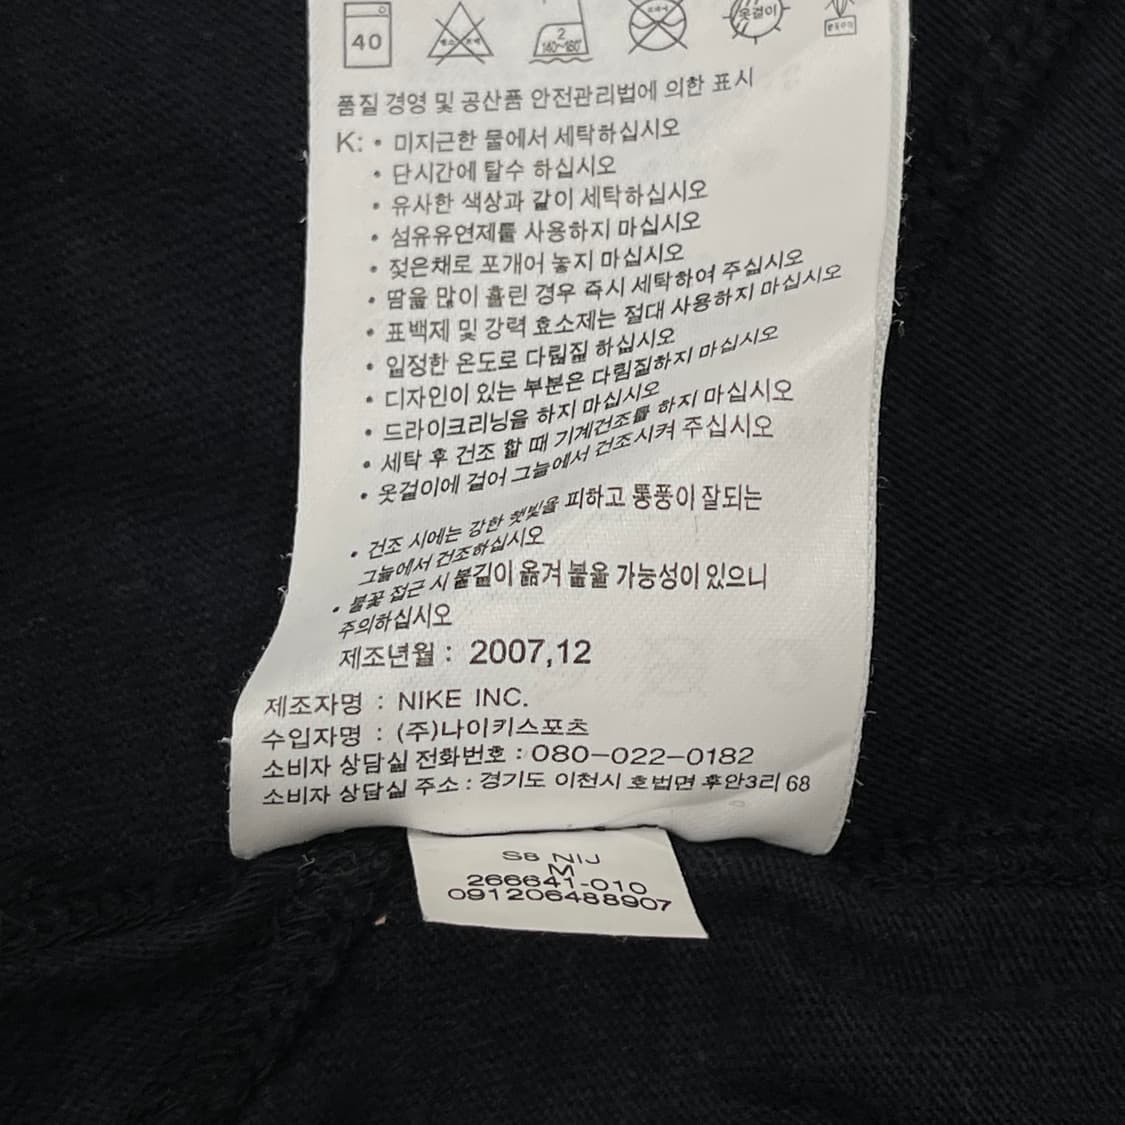 40
2
140~160°
옷걸이
품질 경영 및 공산품 안전관리법에 의한 표시
K: • 미지근한 물에서 세탁하십시오
• 단시간에 탈수 하십시오
• 유사한 색상과 같이 세탁하십시오
• 섬유유연제를 사용하지 마십시오
• 젖은채로 포개어 놓지 마십시오
• 땀을 많이 흘린 경우 즉시 세탁하여 주십시오
• 표백제 및 강력 효소제는 절대 사용하지 마십시오
• 일정한 온도로 다림질 하십시오
• 디자인이 있는 부분은 다림질하지 마십시오
• 드라이크리닝을 하지 마십시오
• 세탁 후 건조 할 때 기계건조를 하지 마십시오
• 옷걸이에 걸어 그늘에서 건조시켜 주십시오
• 건조 시에는 강한 햇빛을 피하고 통풍이 잘되는
그늘에서 건조하십시오
• 불꽃 접근 시 불길이 옮겨 붙을 가능성이 있으니
주의하십시오
제조년월 : 2007,12
제조자명 : NIKE INC.
수입자명 : (주)나이키스포츠
소비자 상담실 전화번호 : 080-022-0182
소비자 상담실 주소 : 경기도 이천시 호법면 후안3리 68
S8 NIJ
M
266641-010
091206488907